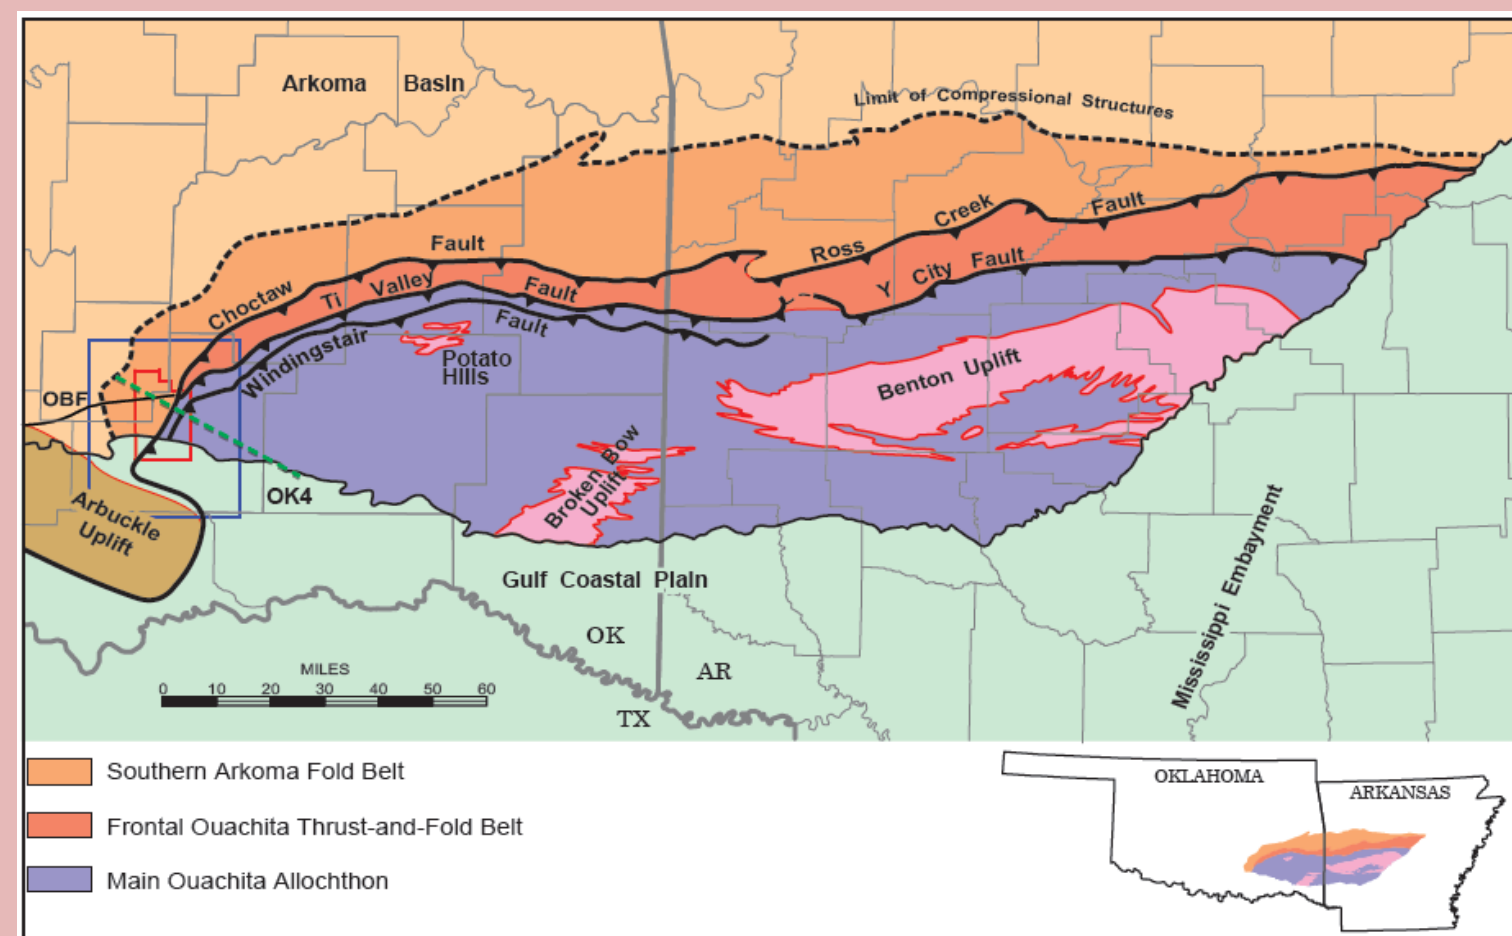 Arkoma Basin
Limit of Compressional Structures
Choctaw Fault
Ross Creek Fault
Ti Valley Fault
Y City Fault
Windingstair Fault
Potato
Hills
Benton Uplift
OBF
Broken Bow
Uplift
OK4
Arbuckle
Uplift
Gulf Coastal Plain
Mississippi Embayment
OK
AR
TX
MILES
0 10 20 30 40 50 60
Southern Arkoma Fold Belt
Frontal Ouachita Thrust-and-Fold Belt
Main Ouachita Allochthon
OKLAHOMA
ARKANSAS